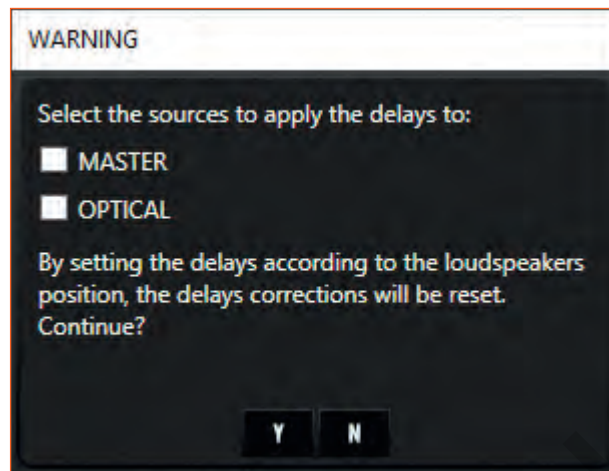 WARNING
Select the sources to apply the delays to:
MASTER
OPTICAL
By setting the delays according to the loudspeakers
position, the delays corrections will be reset.
Continue?
Y N